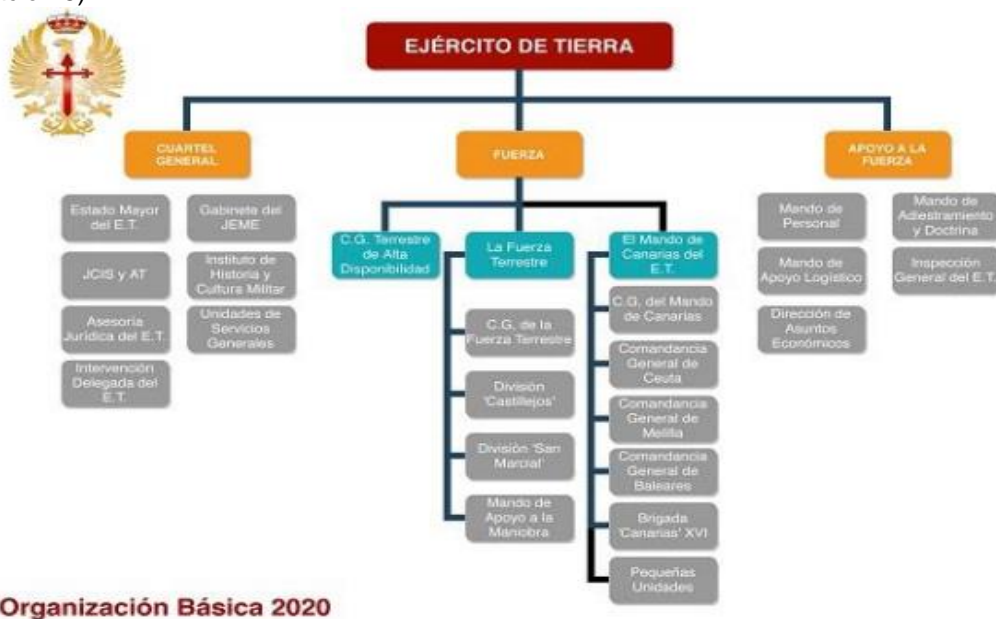 EJÉRCITO DE TIERRA
CUARTEL
GENERAL
FUERZA
APOYO A LA
FUERZA
Estado Mayor
del E.T.
Gabinete del
JEME
JCIS y AT
Instituto de
Historia y
Cultura Militar
Asesoría
Jurídica del E.T.
Unidades de
Servicios
Generales
Intervención
Delegada del
E.T.
C.G. Terrestre
de Alta
Disponibilidad
La Fuerza
Terrestre
El Mando de
Canarias del
E.T.
C.G. de la
Fuerza Terrestre
División
'Castillejos'
División 'San
Marcial'
Mando de
Apoyo a la
Maniobra
C.G. del Mando
de Canarias
Comandancia
General de
Ceuta
Comandancia
General de
Melilla
Comandancia
General de
Baleares
Brigada
'Canarias' XVI
Pequeñas
Unidades
Mando de
Personal
Mando de
Adiestramiento
y Doctrina
Mando de
Apoyo Logístico
Inspección
General del E.T.
Dirección de
Asuntos
Económicos
Organización Básica 2020